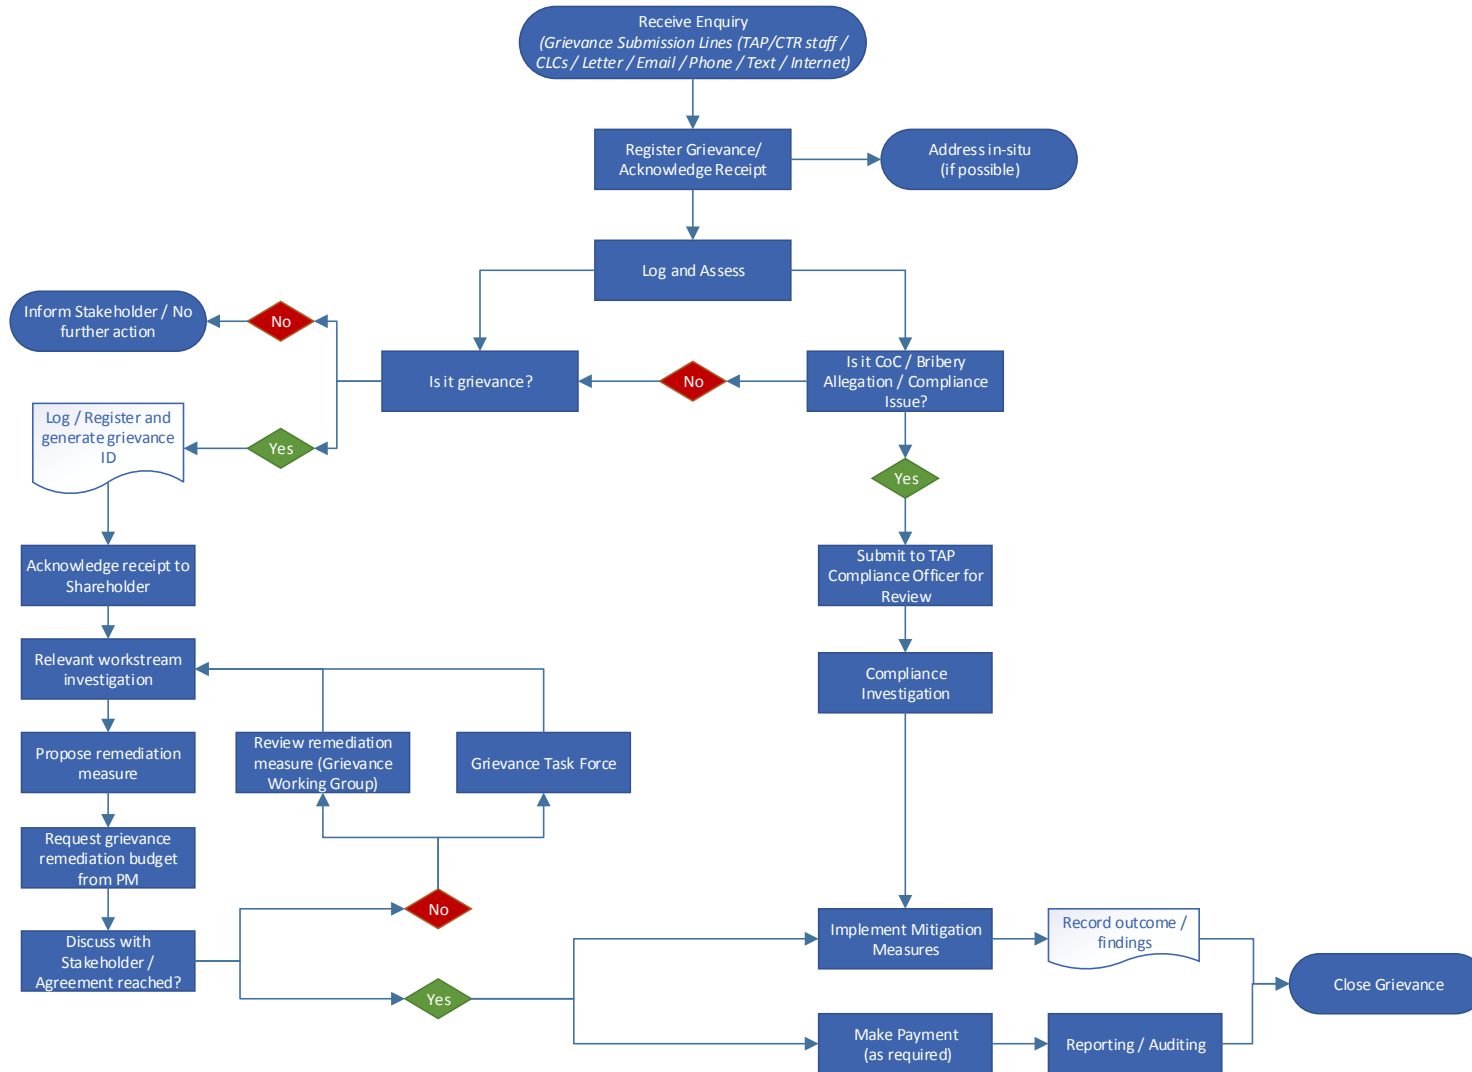 Receive Enquiry
(Grievance Submission Lines (TAP/CTR staff /
CLCs / Letter / Email / Phone / Text / Internet)
Register Grievance/
Acknowledge Receipt
Address in-situ
(if possible)
Log and Assess
Inform Stakeholder / No
further action
No
Is it grievance?
No
Is it CoC / Bribery
Allegation / Compliance
Issue?
Log / Register and
generate grievance
ID
Yes
Yes
Acknowledge receipt to
Shareholder
Submit to TAP
Compliance Officer for
Review
Relevant workstream
investigation
Compliance
Investigation
Propose remediation
measure
Review remediation
measure (Grievance
Working Group)
Grievance Task Force
Request grievance
remediation budget
from PM
No
Discuss with
Stakeholder /
Agreement reached?
Yes
Implement Mitigation
Measures
Record outcome /
findings
Close Grievance
Make Payment
(as required)
Reporting / Auditing